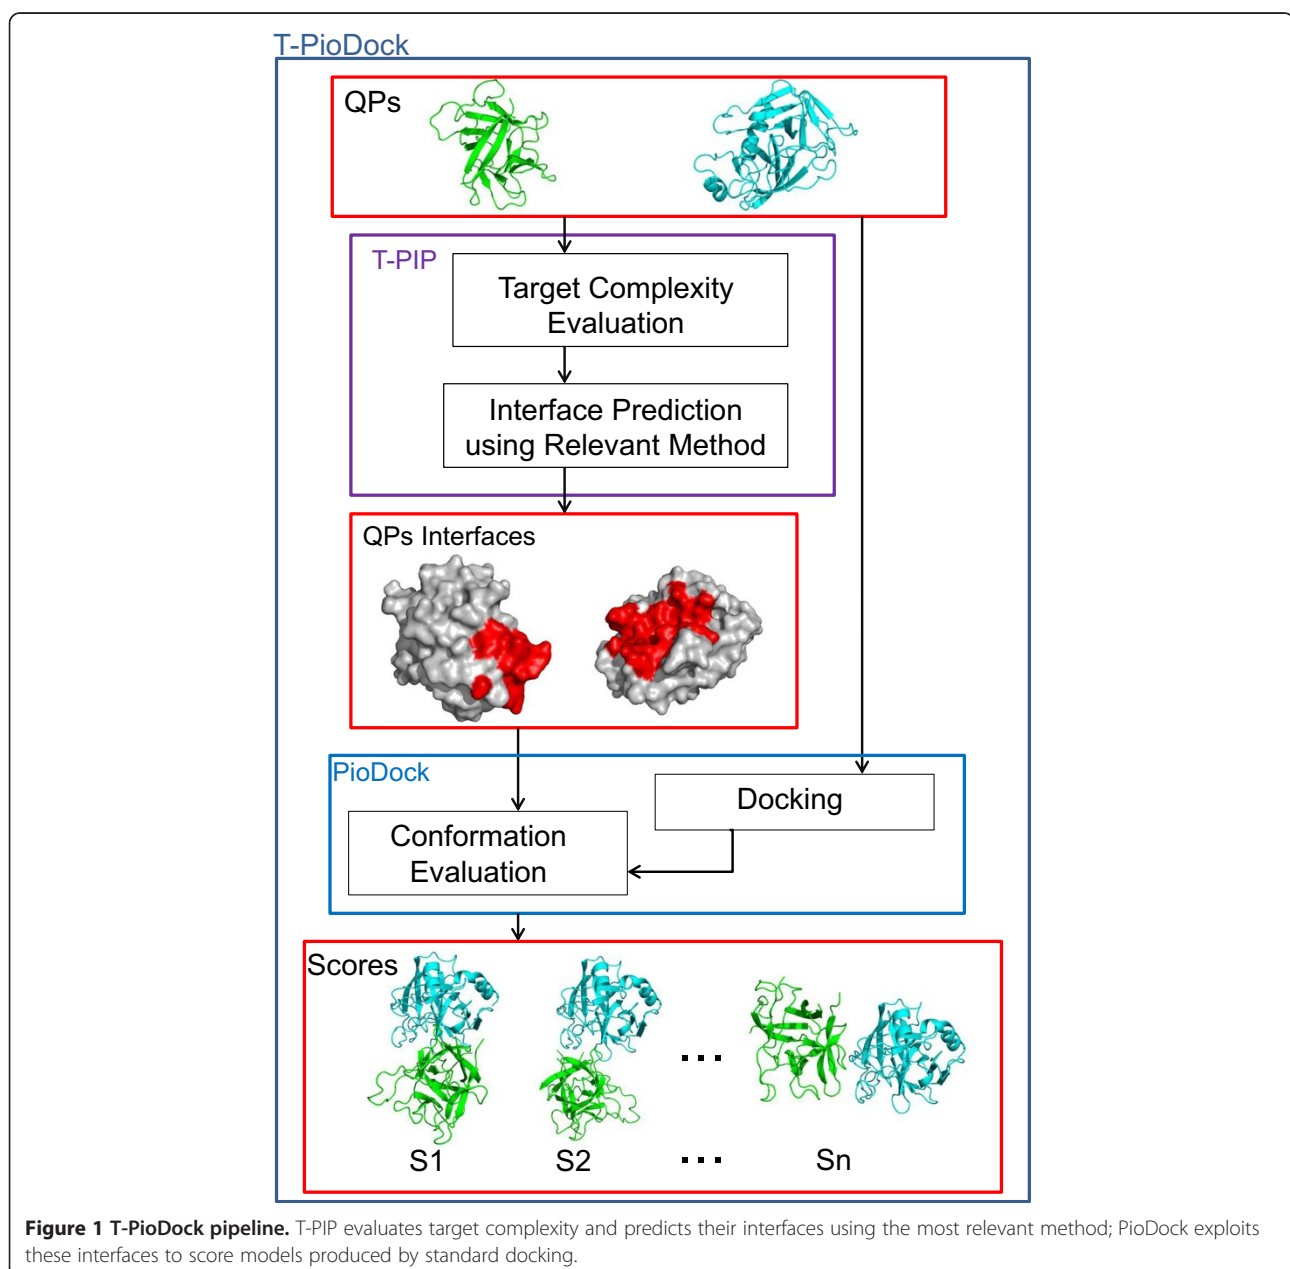 T-PioDock
QPs
T-PIP
Target Complexity
Evaluation
Interface Prediction
using Relevant Method
QPs Interfaces
PioDock
Docking
Conformation
Evaluation
Scores
...
S1 S2 ... Sn
Figure 1 T-PioDock pipeline. T-PIP evaluates target complexity and predicts their interfaces using the most relevant method; PioDock exploits
these interfaces to score models produced by standard docking.